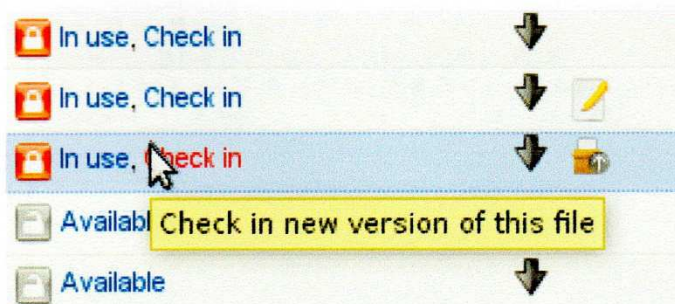 In use, Check in
In use, Check in
In use, Check in
Availabl
Check in new version of this file
Available